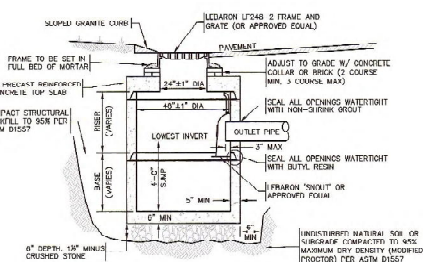 SLOPED GRANITE CURB
LEBARON LF248 2 FRAME AND
GRATE (OR APPROVED EQUAL)
PAVEMENT
FRAME TO BE SET IN
FULL BED OF MORTAR
ADJUST TO GRADE W/ CONCRETE
COLLAR OR BRICK (2 COURSE
MIN, 3 COURSE MAX)
PRECAST REINFORCED
CONCRETE TOP SLAB
24"±1" DIA
48"±1" DIA
SEAL ALL OPENINGS WATERTIGHT
WITH NON-SHRINK GROUT
PACT STRUCTURAL
KFILL TO 95% PER
M D1557
RISER
(VARIES)
LOWEST INVERT
OUTLET PIPE
3" MAX
SEAL ALL OPENINGS WATERTIGHT
WITH BUTYL RESIN
BASE
(VARIES)
4'-0"
SUMP
LEBARON 'SNOUT' OR
APPROVED EQUAL
5" MIN
6" MIN
6" DEPTH, 1½" MINUS
CRUSHED STONE
UNDISTURBED NATURAL SOIL OR
SUBGRADE COMPACTED TO 95%
MAXIMUM DRY DENSITY (MODIFIED
PROCTOR) PER ASTM D1557